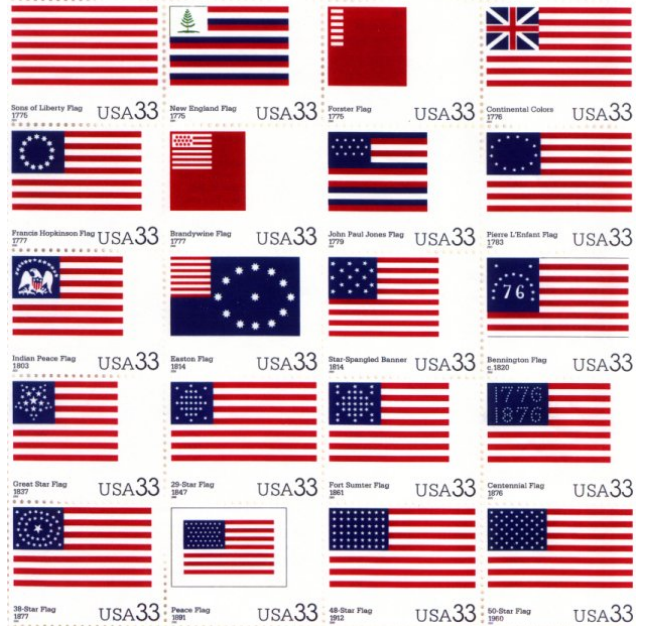 Sons of Liberty Flag
1775
USA33
New England Flag
1775
USA33
Forster Flag
1775
USA33
Continental Colors
1776
USA33
Francis Hopkinson Flag
1777
USA33
Brandywine Flag
1777
USA33
John Paul Jones Flag
1779
USA33
Pierre L'Enfant Flag
1783
USA33
Indian Peace Flag
1803
USA33
Easton Flag
1814
USA33
Star-Spangled Banner
1814
USA33
76
Bennington Flag
c.1820
USA33
Great Star Flag
1837
USA33
29-Star Flag
1847
USA33
Fort Sumter Flag
1861
USA33
1776
1876
Centennial Flag
1876
USA33
38-Star Flag
1877
USA33
Peace Flag
1891
USA33
48-Star Flag
1912
USA33
50-Star Flag
1960
USA33